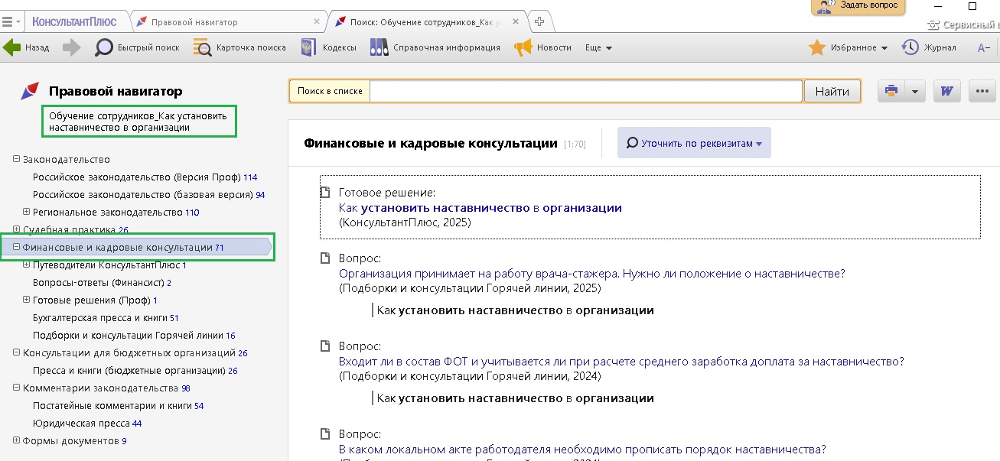 Задать вопрос
КонсультантПлюс
Правовой навигатор
Поиск: Обучение сотрудников_Как у
Сервисный
Назад
Быстрый поиск
Карточка поиска
Кодексы
Справочная информация
Новости
Еще
Избранное
Журнал
А–
Правовой навигатор
Обучение сотрудников_Как установить
наставничество в организации
Законодательство
Российское законодательство (Версия Проф) 114
Российское законодательство (базовая версия) 94
Региональное законодательство 110
Судебная практика 26
Финансовые и кадровые консультации 71
Путеводители КонсультантПлюс 1
Вопросы-ответы (Финансист) 2
Готовые решения (Проф) 1
Бухгалтерская пресса и книги 51
Подборки и консультации Горячей линии 16
Консультации для бюджетных организаций 26
Пресса и книги (бюджетные организации) 26
Комментарии законодательства 98
Постатейные комментарии и книги 54
Юридическая пресса 44
Формы документов 9
Поиск в списке
Найти
W
Финансовые и кадровые консультации [1:70]
Уточнить по реквизитам
Готовое решение:
Как установить наставничество в организации
(КонсультантПлюс, 2025)
Вопрос:
Организация принимает на работу врача-стажера. Нужно ли положение о наставничестве?
(Подборки и консультации Горячей линии, 2025)
Как установить наставничество в организации
Вопрос:
Входит ли в состав ФОТ и учитывается ли при расчете среднего заработка доплата за наставничество?
(Подборки и консультации Горячей линии, 2024)
Как установить наставничество в организации
Вопрос:
В каком локальном акте работодателя необходимо прописать порядок наставничества?